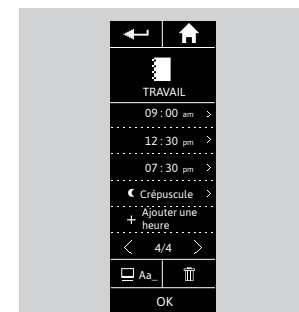 TRAVAIL
09:00 am
12:30 pm
07:30 pm
Crépuscule
+ Ajouter une
heure
4/4
Aa_
OK